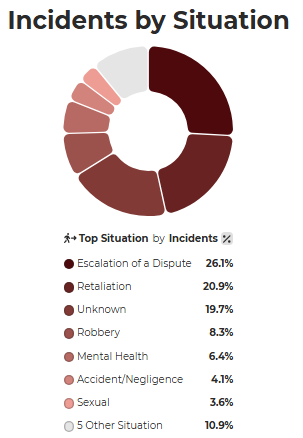 Incidents by Situation
Top Situation by Incidents %
Escalation of a Dispute 26.1%
Retaliation 20.9%
Unknown 19.7%
Robbery 8.3%
Mental Health 6.4%
Accident/Negligence 4.1%
Sexual 3.6%
5 Other Situation 10.9%